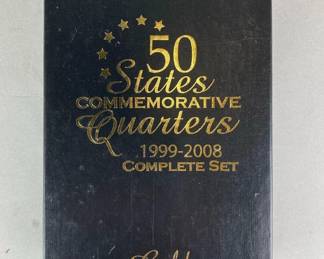 50
States
COMMEMORATIVE
Quarters
1999-2008
COMPLETE SET